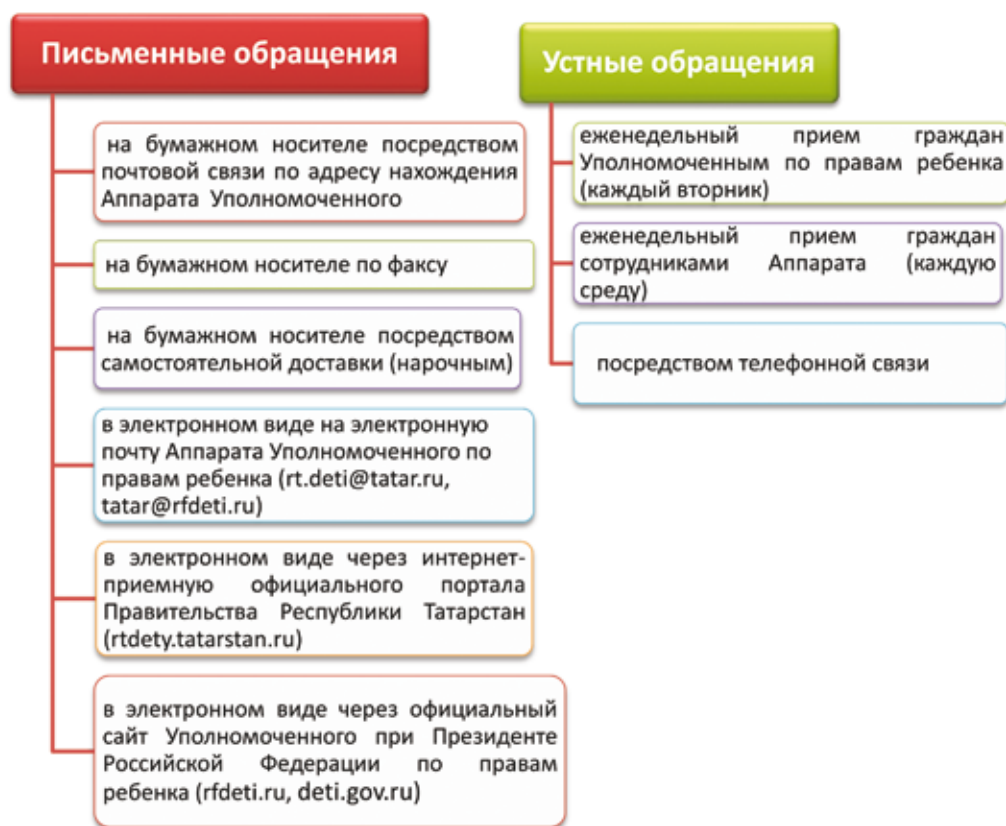 Письменные обращения
на бумажном носителе посредством
почтовой связи по адресу нахождения
Аппарата Уполномоченного
на бумажном носителе по факсу
на бумажном носителе посредством
самостоятельной доставки (нарочным)
в электронном виде на электронную
почту Аппарата Уполномоченного по
правам ребенка (rt.deti@tatar.ru,
tatar@rfdeti.ru)
в электронном виде через интернет-
приемную официального портала
Правительства Республики Татарстан
(rtdety.tatarstan.ru)
в электронном виде через официальный
сайт Уполномоченного при Президенте
Российской Федерации по правам
ребенка (rfdeti.ru, deti.gov.ru)
Устные обращения
еженедельный прием граждан
Уполномоченным по правам ребенка
(каждый вторник)
еженедельный прием граждан
сотрудниками Аппарата (каждую
среду)
посредством телефонной связи